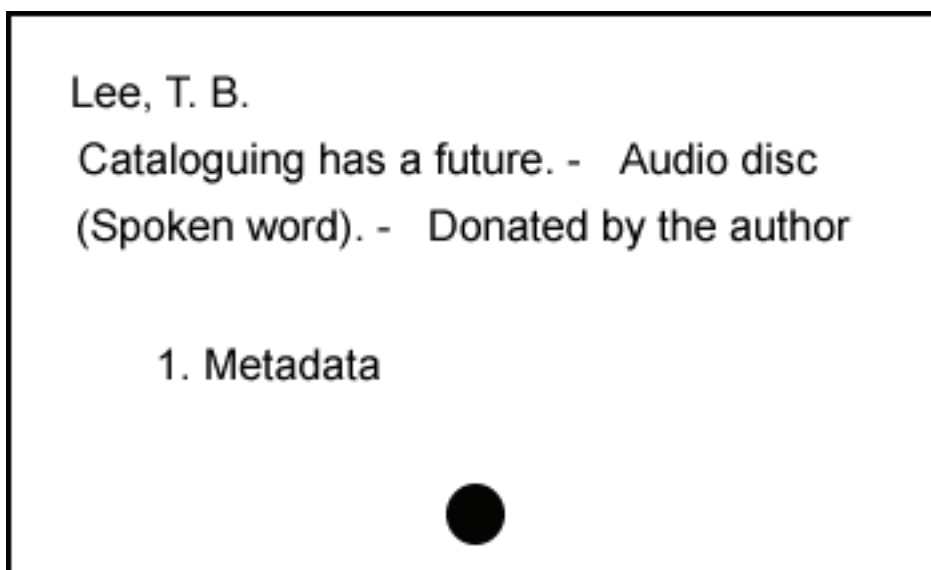 Lee, T. B.
Cataloguing has a future. - Audio disc
(Spoken word). - Donated by the author
1. Metadata